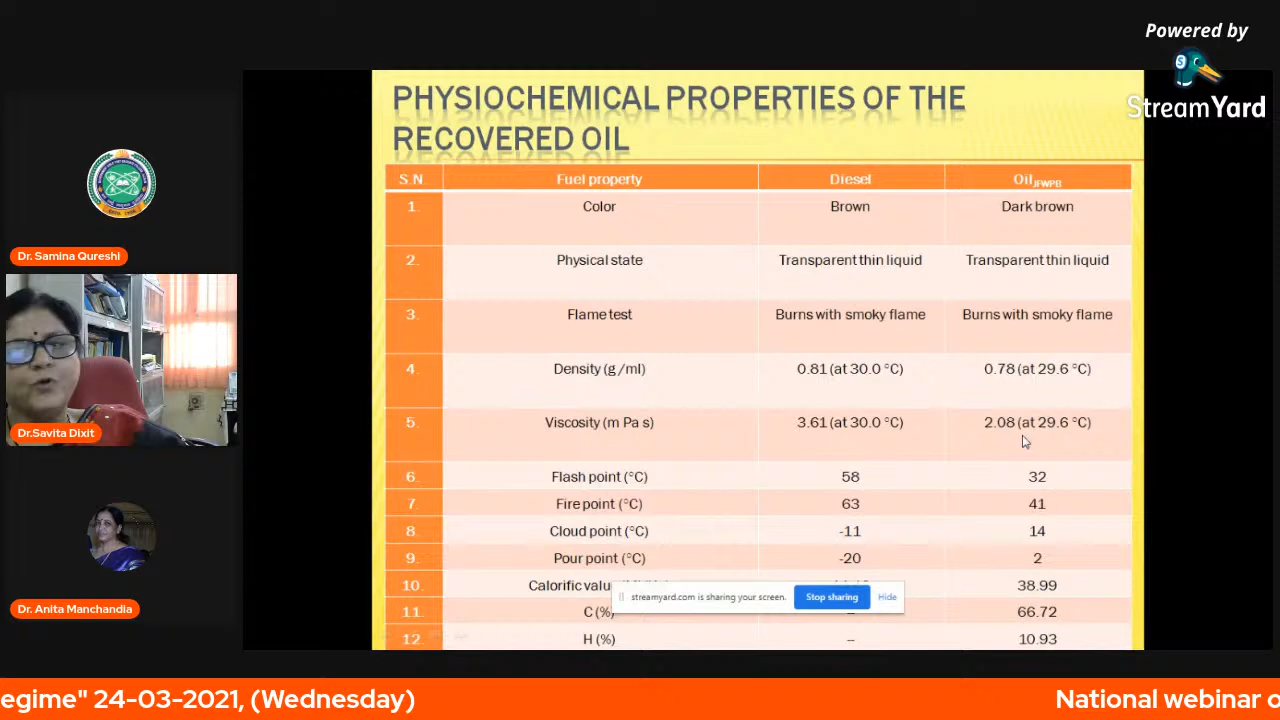 Powered by
StreamYard
PHYSIOCHEMICAL PROPERTIES OF THE
RECOVERED OIL
S.N. Fuel property Diesel Oil JFWPB
1. Color Brown Dark brown
2. Physical state Transparent thin liquid Transparent thin liquid
3. Flame test Burns with smoky flame Burns with smoky flame
4. Density (g /ml) 0.81 (at 30.0 °C) 0.78 (at 29.6 °C)
5. Viscosity (m Pa s) 3.61 (at 30.0 °C) 2.08 (at 29.6 °C)
6. Flash point (°C) 58 32
7. Fire point (°C) 63 41
8. Cloud point (°C) -11 14
9. Pour point (°C) -20 2
10. Calorific 38.99
11. C (%) -- 66.72
12. H (%) -- 10.93
streamyard.com is sharing your screen. Stop sharing Hide
Dr. Samina Qureshi
Dr.Savita Dixit
Dr. Anita Manchandia
egime" 24-03-2021, (Wednesday) National webinar o